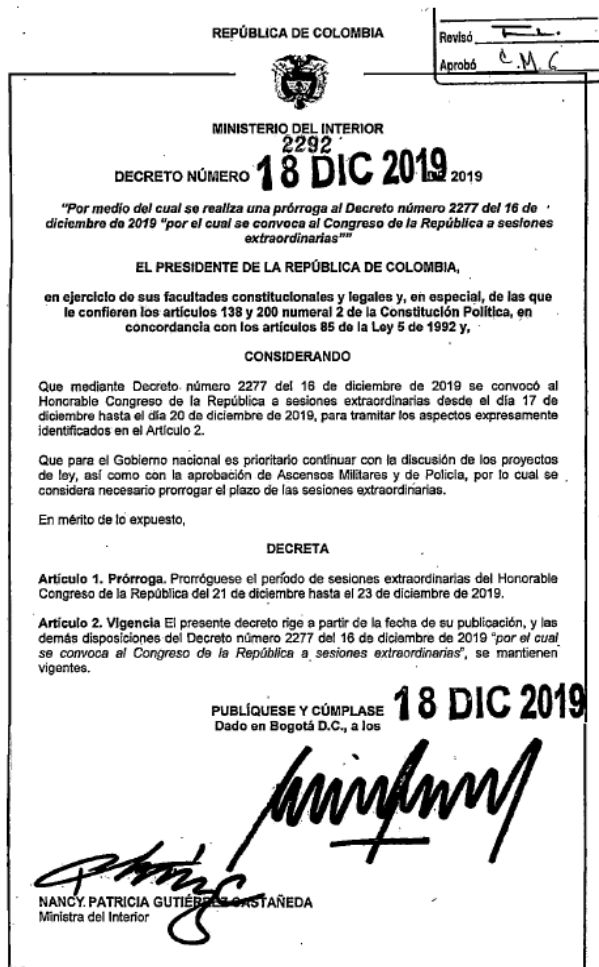 REPÚBLICA DE COLOMBIA
Revisó
Aprobó C.M.G
MINISTERIO DEL INTERIOR
2292
DECRETO NÚMERO 18 DIC 2019 DE 2019
"Por medio del cual se realiza una prórroga al Decreto número 2277 del 16 de
diciembre de 2019 "por el cual se convoca al Congreso de la República a sesiones
extraordinarias""
EL PRESIDENTE DE LA REPÚBLICA DE COLOMBIA,
en ejercicio de sus facultades constitucionales y legales y, en especial, de las que
le confieren los artículos 138 y 200 numeral 2 de la Constitución Política, en
concordancia con los artículos 85 de la Ley 5 de 1992 y,
CONSIDERANDO
Que mediante Decreto número 2277 del 16 de diciembre de 2019 se convocó al
Honorable Congreso de la República a sesiones extraordinarias desde el día 17 de
diciembre hasta el día 20 de diciembre de 2019, para tramitar los aspectos expresamente
identificados en el Artículo 2.
Que para el Gobierno nacional es prioritario continuar con la discusión de los proyectos
de ley, así como con la aprobación de Ascensos Militares y de Policía, por lo cual se
considera necesario prorrogar el plazo de las sesiones extraordinarias.
En mérito de lo expuesto,
DECRETA
Artículo 1. Prórroga. Prorróguese el período de sesiones extraordinarias del Honorable
Congreso de la República del 21 de diciembre hasta el 23 de diciembre de 2019.
Artículo 2. Vigencia El presente decreto rige a partir de la fecha de su publicación, y las
demás disposiciones del Decreto número 2277 del 16 de diciembre de 2019 "por el cual
se convoca al Congreso de la República a sesiones extraordinarias", se mantienen
vigentes.
PUBLÍQUESE Y CÚMPLASE 18 DIC 2019
Dado en Bogotá D.C., a los
NANCY PATRICIA GUTIÉRREZ CASTAÑEDA
Ministra del Interior